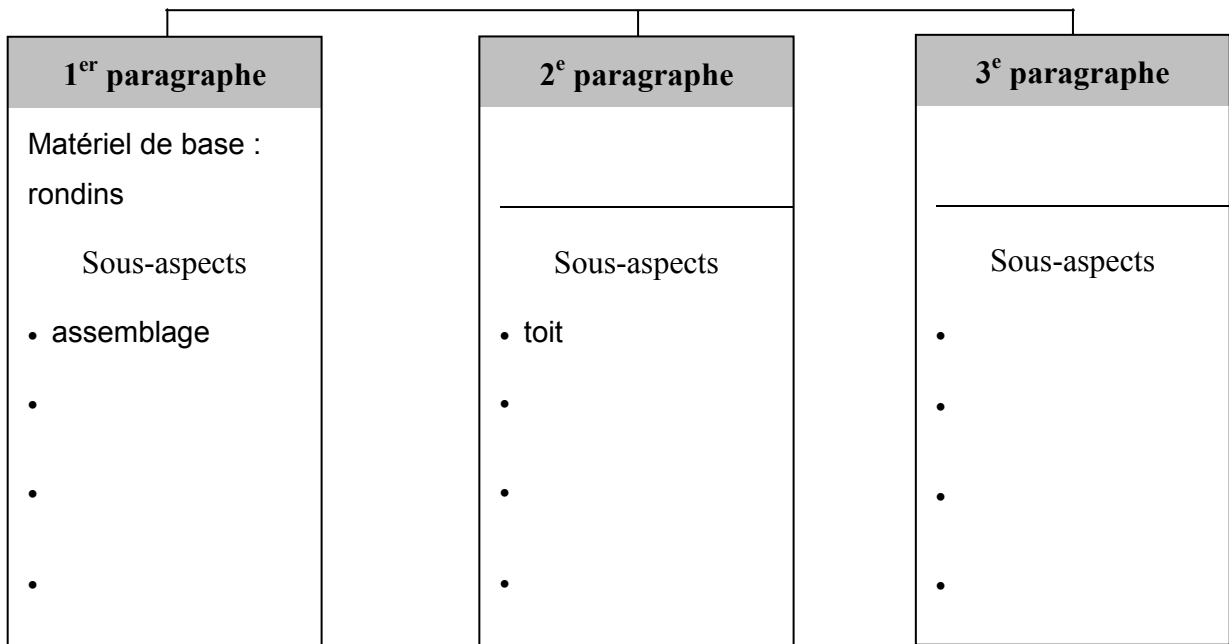 1er paragraphe
Matériel de base :
rondins
Sous-aspects
• assemblage
•
•
•
2e paragraphe
Sous-aspects
• toit
•
•
•
3e paragraphe
Sous-aspects
•
•
•
•